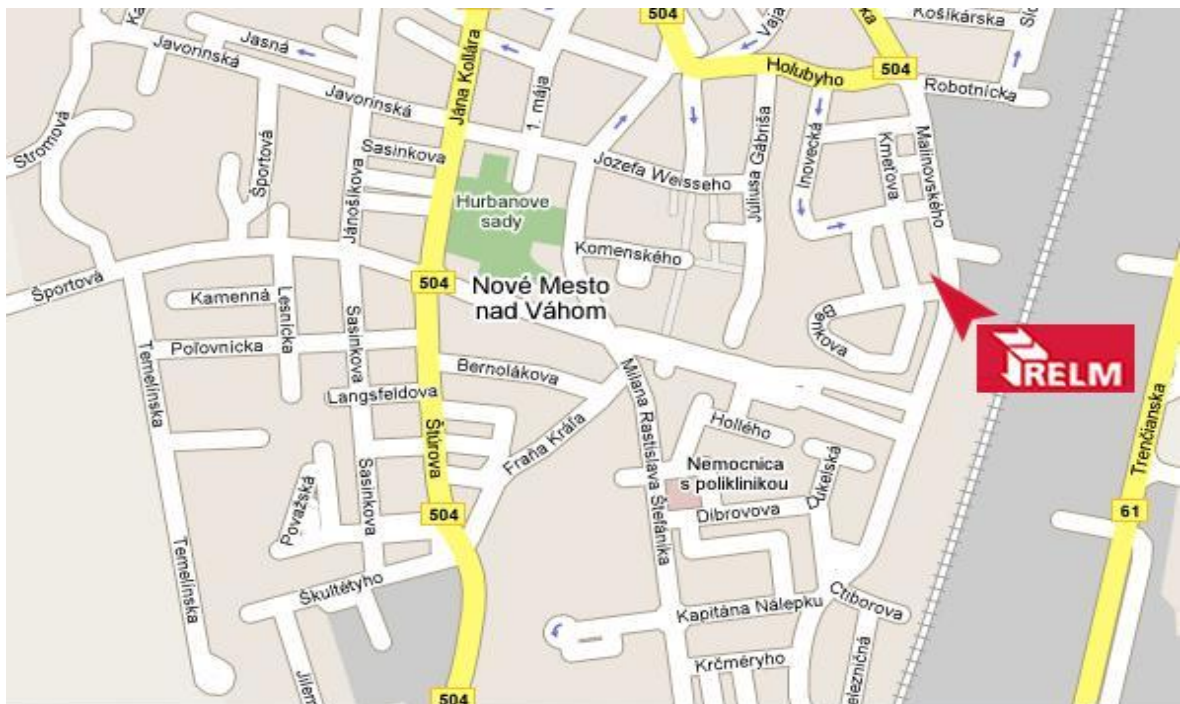 504
504
Košikárska
Jasná
Javorinská
Jána Kollára
1. mája
Holubyho
504
Robotnícka
Javorinská
Stromová
Športová
Sasinkova
Jozefa Weisseho
Júliusa Gábriša
Inovecká
Kmeťova
Malinovského
Jánošíkova
Hurbanove
sady
Komenského
Športová
504
Nové Mesto
nad Váhom
Kamenná
Lesnícka
Sasinkova
Benkova
RELM
Poľovnícka
Temelínska
Bernolákova
Langsfeldova
Štúrova
Milana Rastislava Štefánika
Hollého
Trenčianska
Fraňa Kráľa
Nemocnica
s poliklinikou
Dukelská
Sasinkova
Považská
504
Dibrovova
61
Temelínska
Škultétyho
Kapitána Nálepku
Ctiborova
Krčméryho
504